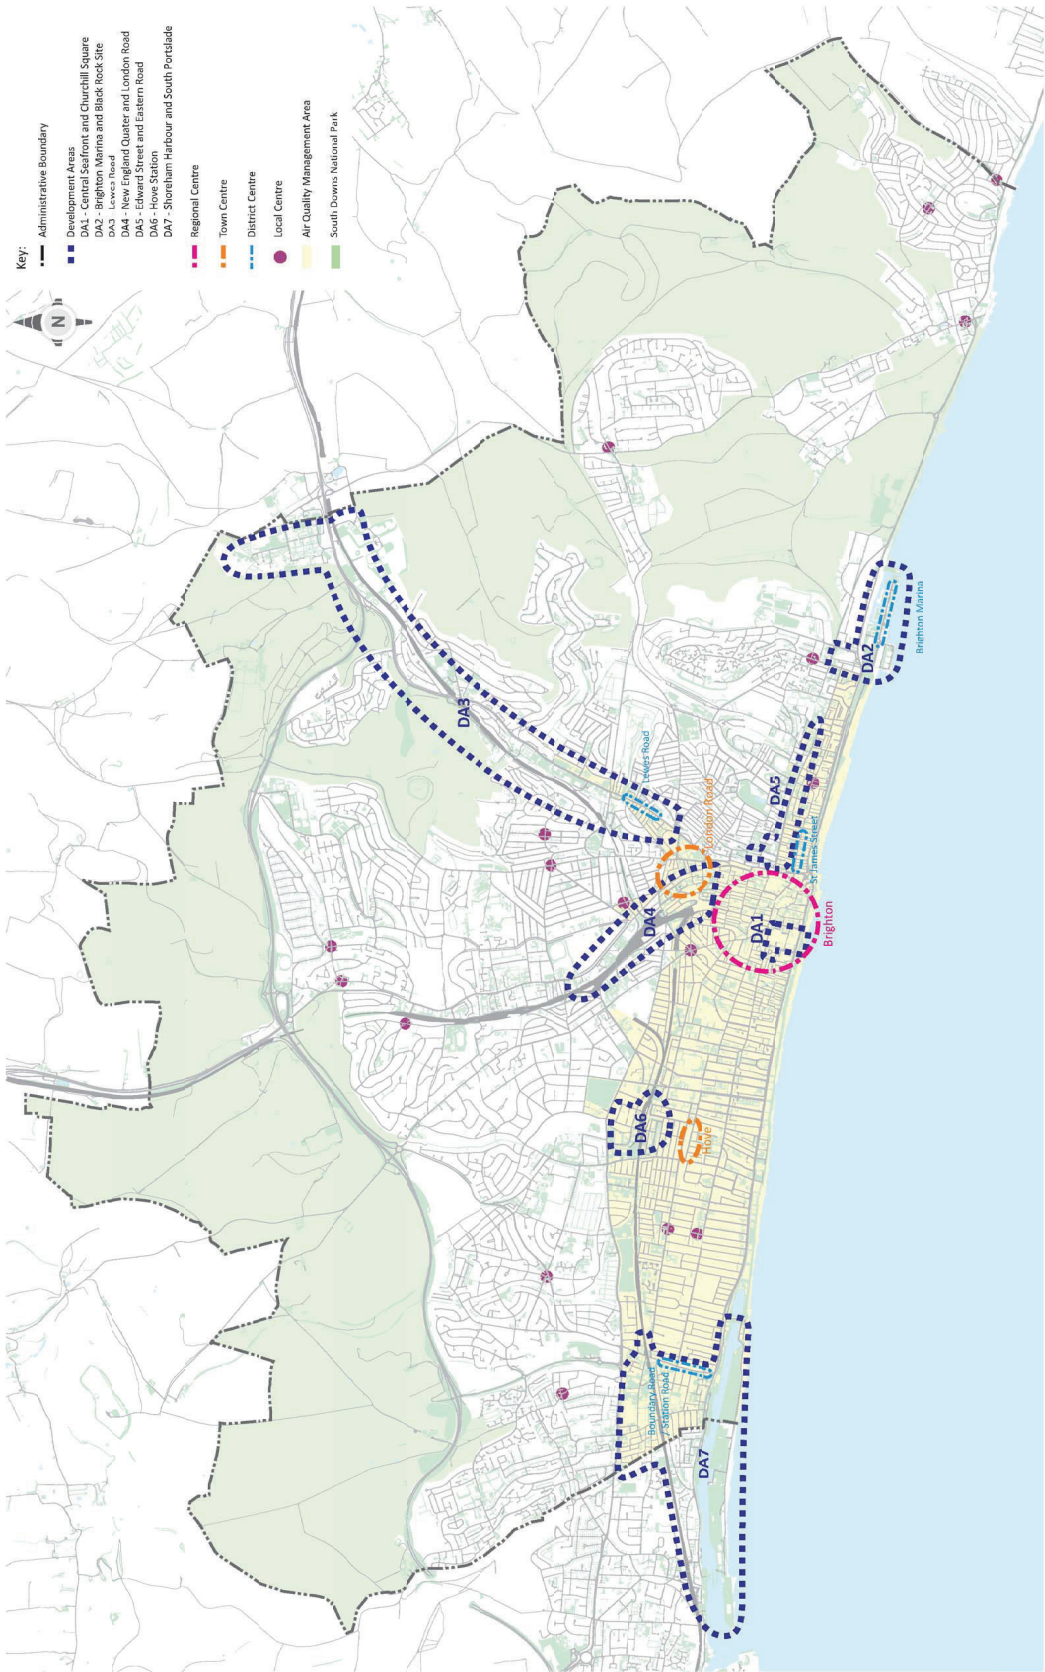 Key:
Administrative Boundary
Development Areas
DA1 - Central Seafront and Churchill Square
DA2 - Brighton Marina and Black Rock Site
DA3 - Lewes Road
DA4 - New England Quater and London Road
DA5 - Edward Street and Eastern Road
DA6 - Hove Station
DA7 - Shoreham Harbour and South Portslade
Regional Centre
Town Centre
District Centre
Local Centre
Air Quality Management Area
South Downs National Park
N
DA3
Lewes Road
London Road
DA4
DA6
Hove
Boundary Road
/ Station Road
DA7
DA1
Brighton
St James Street
DA5
DA2
Brighton Marina